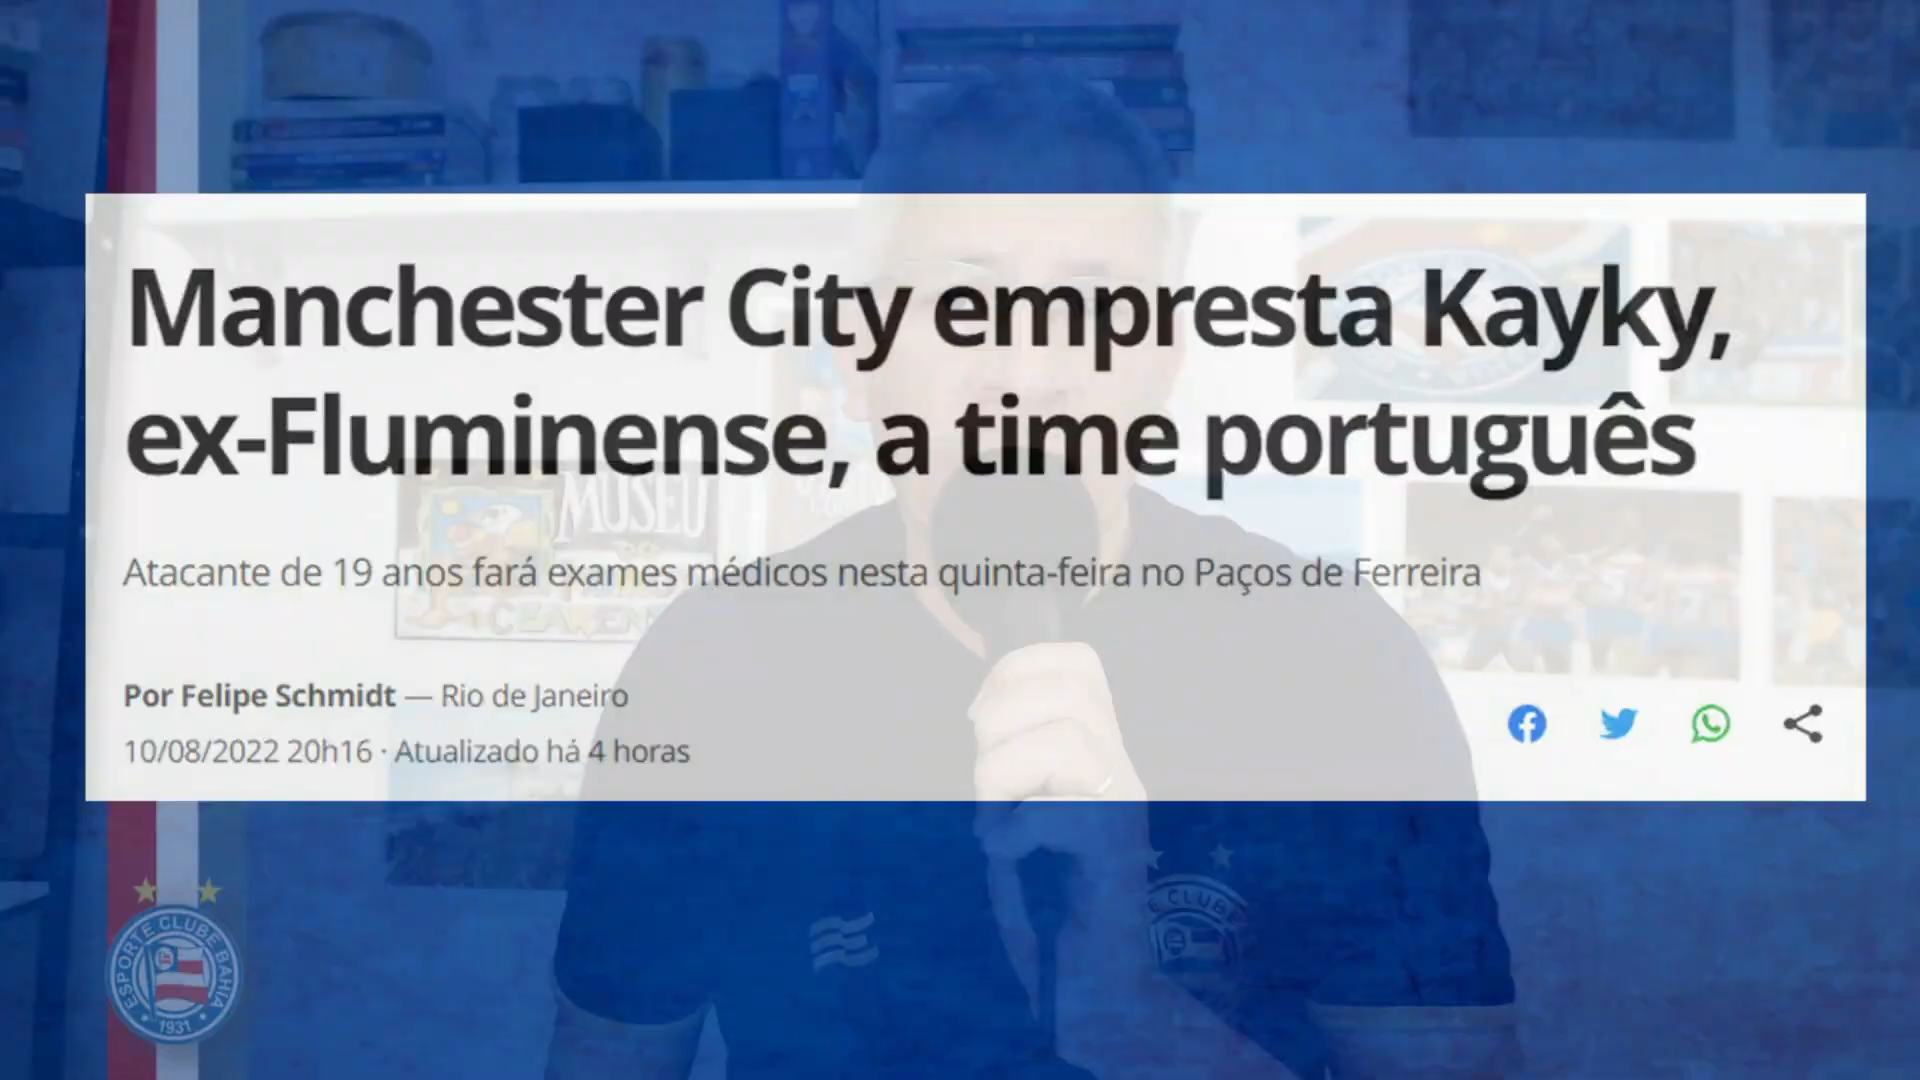 Manchester City empresta Kayky,
ex-Fluminense, a time português
MUSEU
Atacante de 19 anos fará exames médicos nesta quinta-feira no Paços de Ferreira
Por Felipe Schmidt — Rio de Janeiro
10/08/2022 20h16 · Atualizado há 4 horas
E CLUBE
ESPORTE CLUBE BAHIA
1931